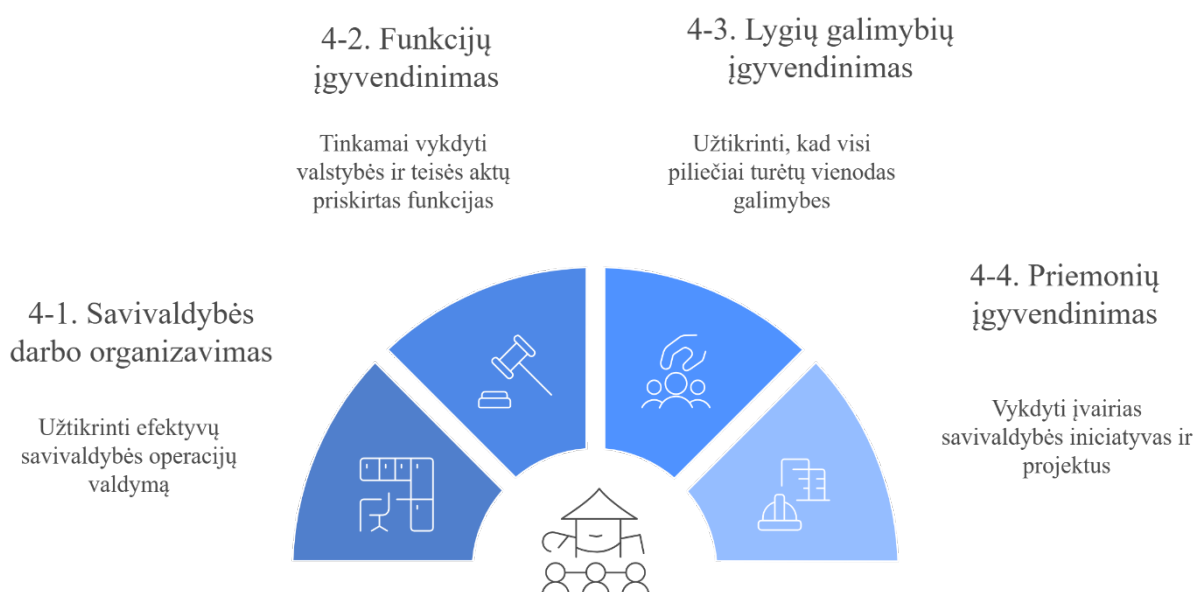 4-1. Savivaldybės
darbo organizavimas
Užtikrinti efektyvų
savivaldybės operacijų
valdymą
4-2. Funkcijų
įgyvendinimas
Tinkamai vykdyti
valstybės ir teisės aktų
priskirtas funkcijas
4-3. Lygių galimybių
įgyvendinimas
Užtikrinti, kad visi
piliečiai turėtų vienodas
galimybes
4-4. Priemonių
įgyvendinimas
Vykdyti įvairias
savivaldybės iniciatyvas ir
projektus